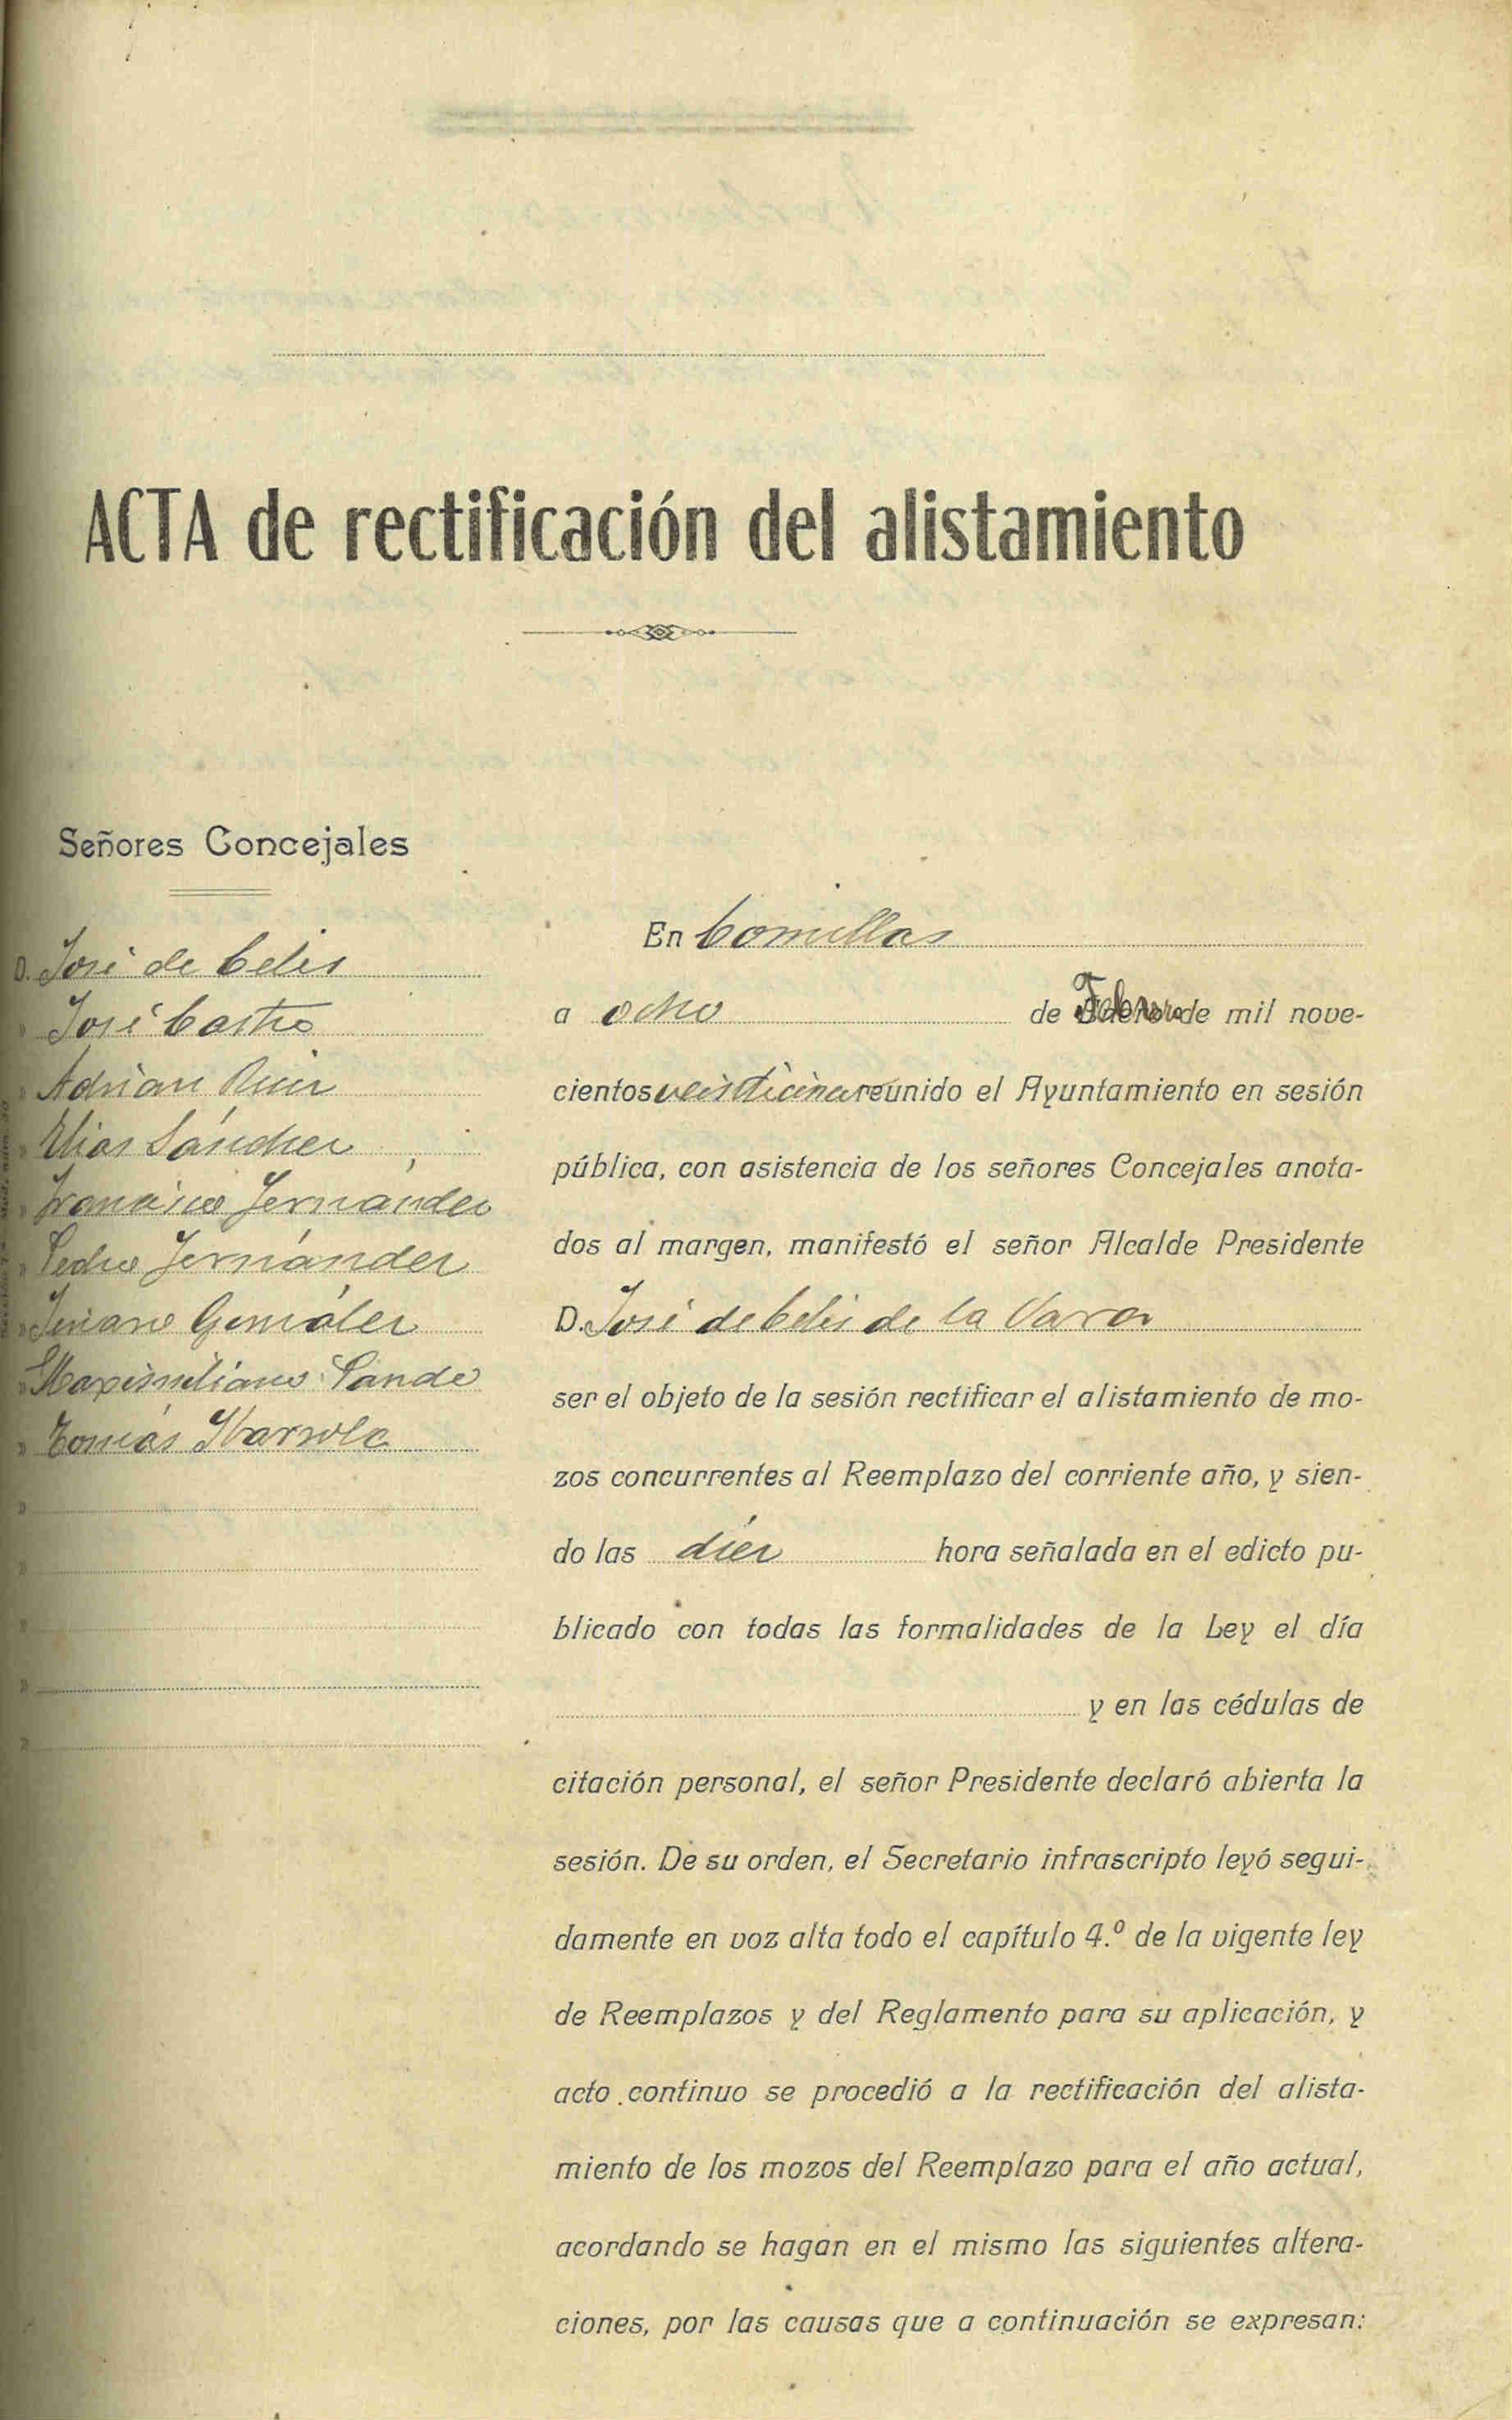 ACTA de rectificación del alistamiento
Señores Concejales
D. José de Celis
» José Castro
» Adrian Ruiz
» Elias Sánchez
» Francisco Fernandez
» Pedro Fernández
» González
» Maximiliano Pando
» Tomás
»
»
»
»
»
En Comillas
a ocho de Febrero de mil nove-
cientos veinticinco reunido el Ayuntamiento en sesión
pública, con asistencia de los señores Concejales anota-
dos al margen, manifestó el señor Alcalde Presidente
D. José de Celis de la Vara
ser el objeto de la sesión rectificar el alistamiento de mo-
zos concurrentes al Reemplazo del corriente año, y sien-
do las diez hora señalada en el edicto pu-
blicado con todas las formalidades de la Ley el día
y en las cédulas de
citación personal, el señor Presidente declaró abierta la
sesión. De su orden, el Secretario infrascripto leyó segui-
damente en voz alta todo el capítulo 4.º de la vigente ley
de Reemplazos y del Reglamento para su aplicación, y
acto continuo se procedió a la rectificación del alista-
miento de los mozos del Reemplazo para el año actual,
acordando se hagan en el mismo las siguientes altera-
ciones, por las causas que a continuación se expresan: